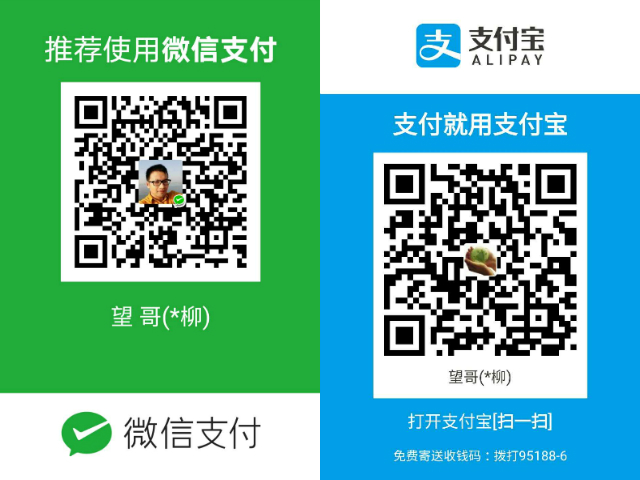 推荐使用微信支付
望 哥(*柳)
微信支付
支付宝
ALIPAY
支付就用支付宝
望哥(*柳)
打开支付宝[扫一扫]
免费寄送收钱码：拨打95188-6